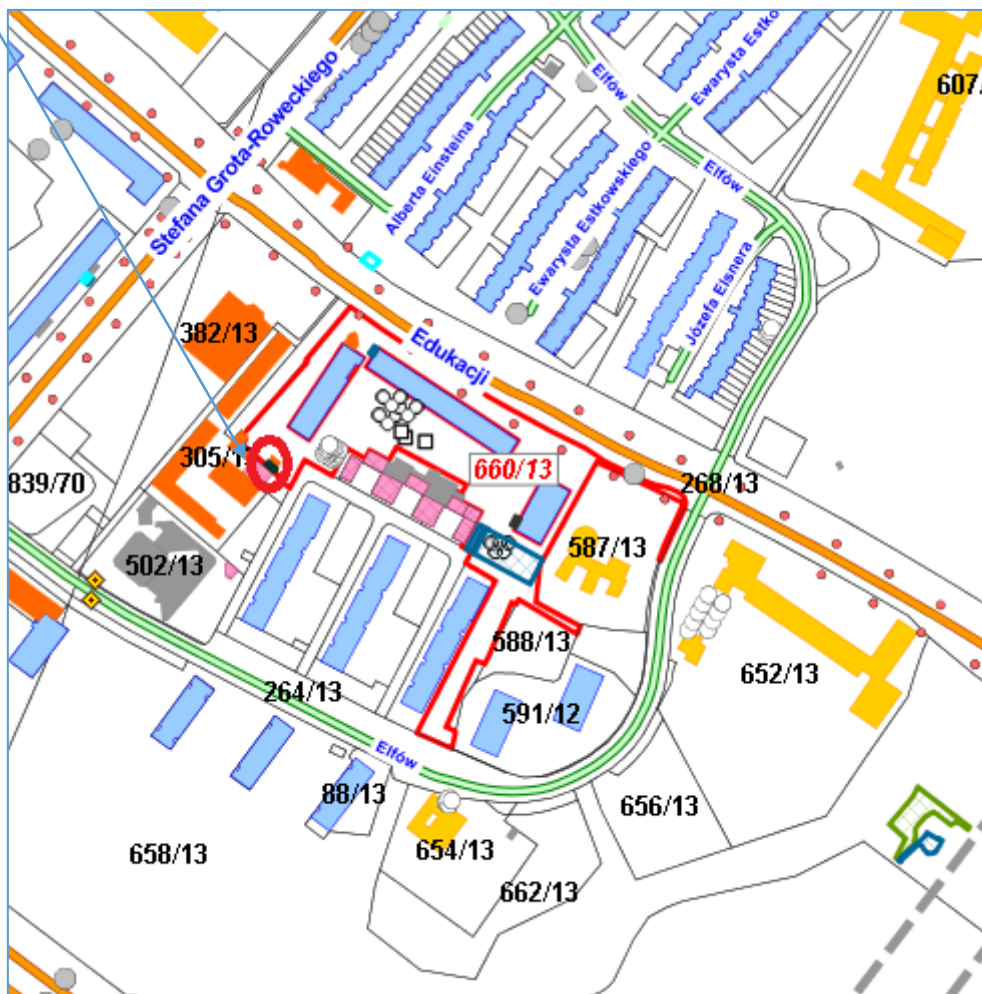 Stefana Grota-Roweckiego
Alberta Einsteina
Elfów
Ewarysta Estko
607/
Ewarysta Estkowskiego
Elfów
Józefa Elsnera
382/13
Edukacji
305/1
660/13
268/13
839/70
502/13
587/13
588/13
652/13
264/13
591/12
Elfów
88/13
656/13
658/13
654/13
662/13